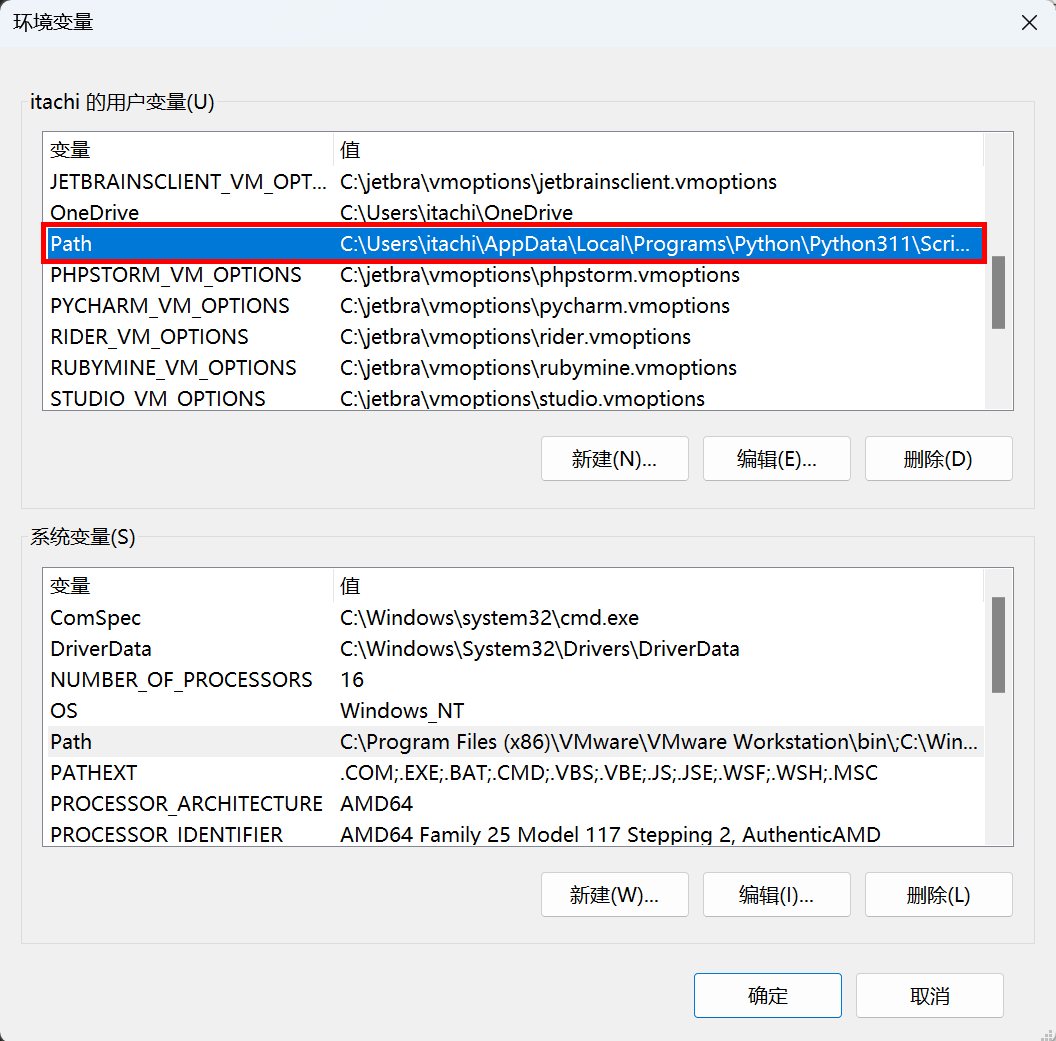 环境变量
itachi 的用户变量(U)
变量 值
JETBRAINSCLIENT_VM_OPT... C:\jetbra\vmoptions\jetbrainsclient.vmoptions
OneDrive C:\Users\itachi\OneDrive
Path C:\Users\itachi\AppData\Local\Programs\Python\Python311\Scri...
PHPSTORM_VM_OPTIONS C:\jetbra\vmoptions\phpstorm.vmoptions
PYCHARM_VM_OPTIONS C:\jetbra\vmoptions\pycharm.vmoptions
RIDER_VM_OPTIONS C:\jetbra\vmoptions\rider.vmoptions
RUBYMINE_VM_OPTIONS C:\jetbra\vmoptions\rubymine.vmoptions
STUDIO_VM_OPTIONS C:\jetbra\vmoptions\studio.vmoptions
新建(N)... 编辑(E)... 删除(D)
系统变量(S)
变量 值
ComSpec C:\Windows\system32\cmd.exe
DriverData C:\Windows\System32\Drivers\DriverData
NUMBER_OF_PROCESSORS 16
OS Windows_NT
Path C:\Program Files (x86)\VMware\VMware Workstation\bin\;C:\Win...
PATHEXT .COM;.EXE;.BAT;.CMD;.VBS;.VBE;.JS;.JSE;.WSF;.WSH;.MSC
PROCESSOR_ARCHITECTURE AMD64
PROCESSOR_IDENTIFIER AMD64 Family 25 Model 117 Stepping 2, AuthenticAMD
新建(W)... 编辑(I)... 删除(L)
确定 取消